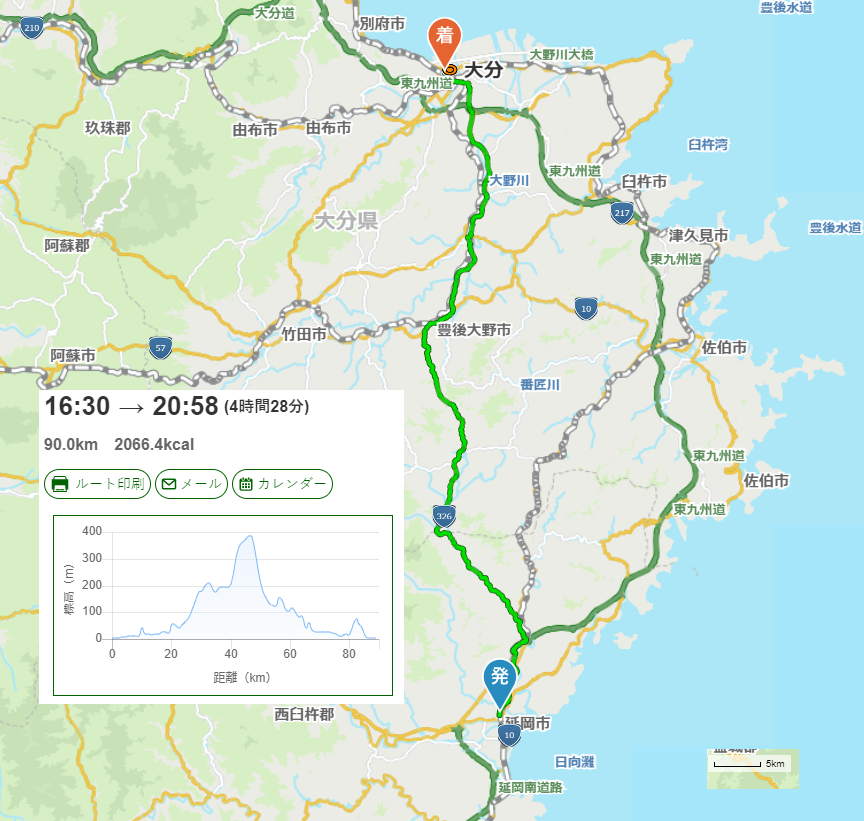 豊後水道
大分道
210
別府市
着
大分
大野川大橋
東九州道
玖珠郡
由布市
由布市
臼杵湾
東九州道
大野川
臼杵市
217
大分県
豊後水道
津久見市
阿蘇郡
東九州道
10
豊後大野市
竹田市
57
阿蘇市
佐伯市
番匠川
16:30 → 20:58 (4時間28分)
90.0km 2066.4kcal
ルート印刷 メール カレンダー
東九州道
佐伯市
326
東九州道
標高 (m)
400
300
200
100
0
0 20 40 60 80
距離 (km)
発
西臼杵郡
延岡市
10
日向灘
5km
延岡南道路